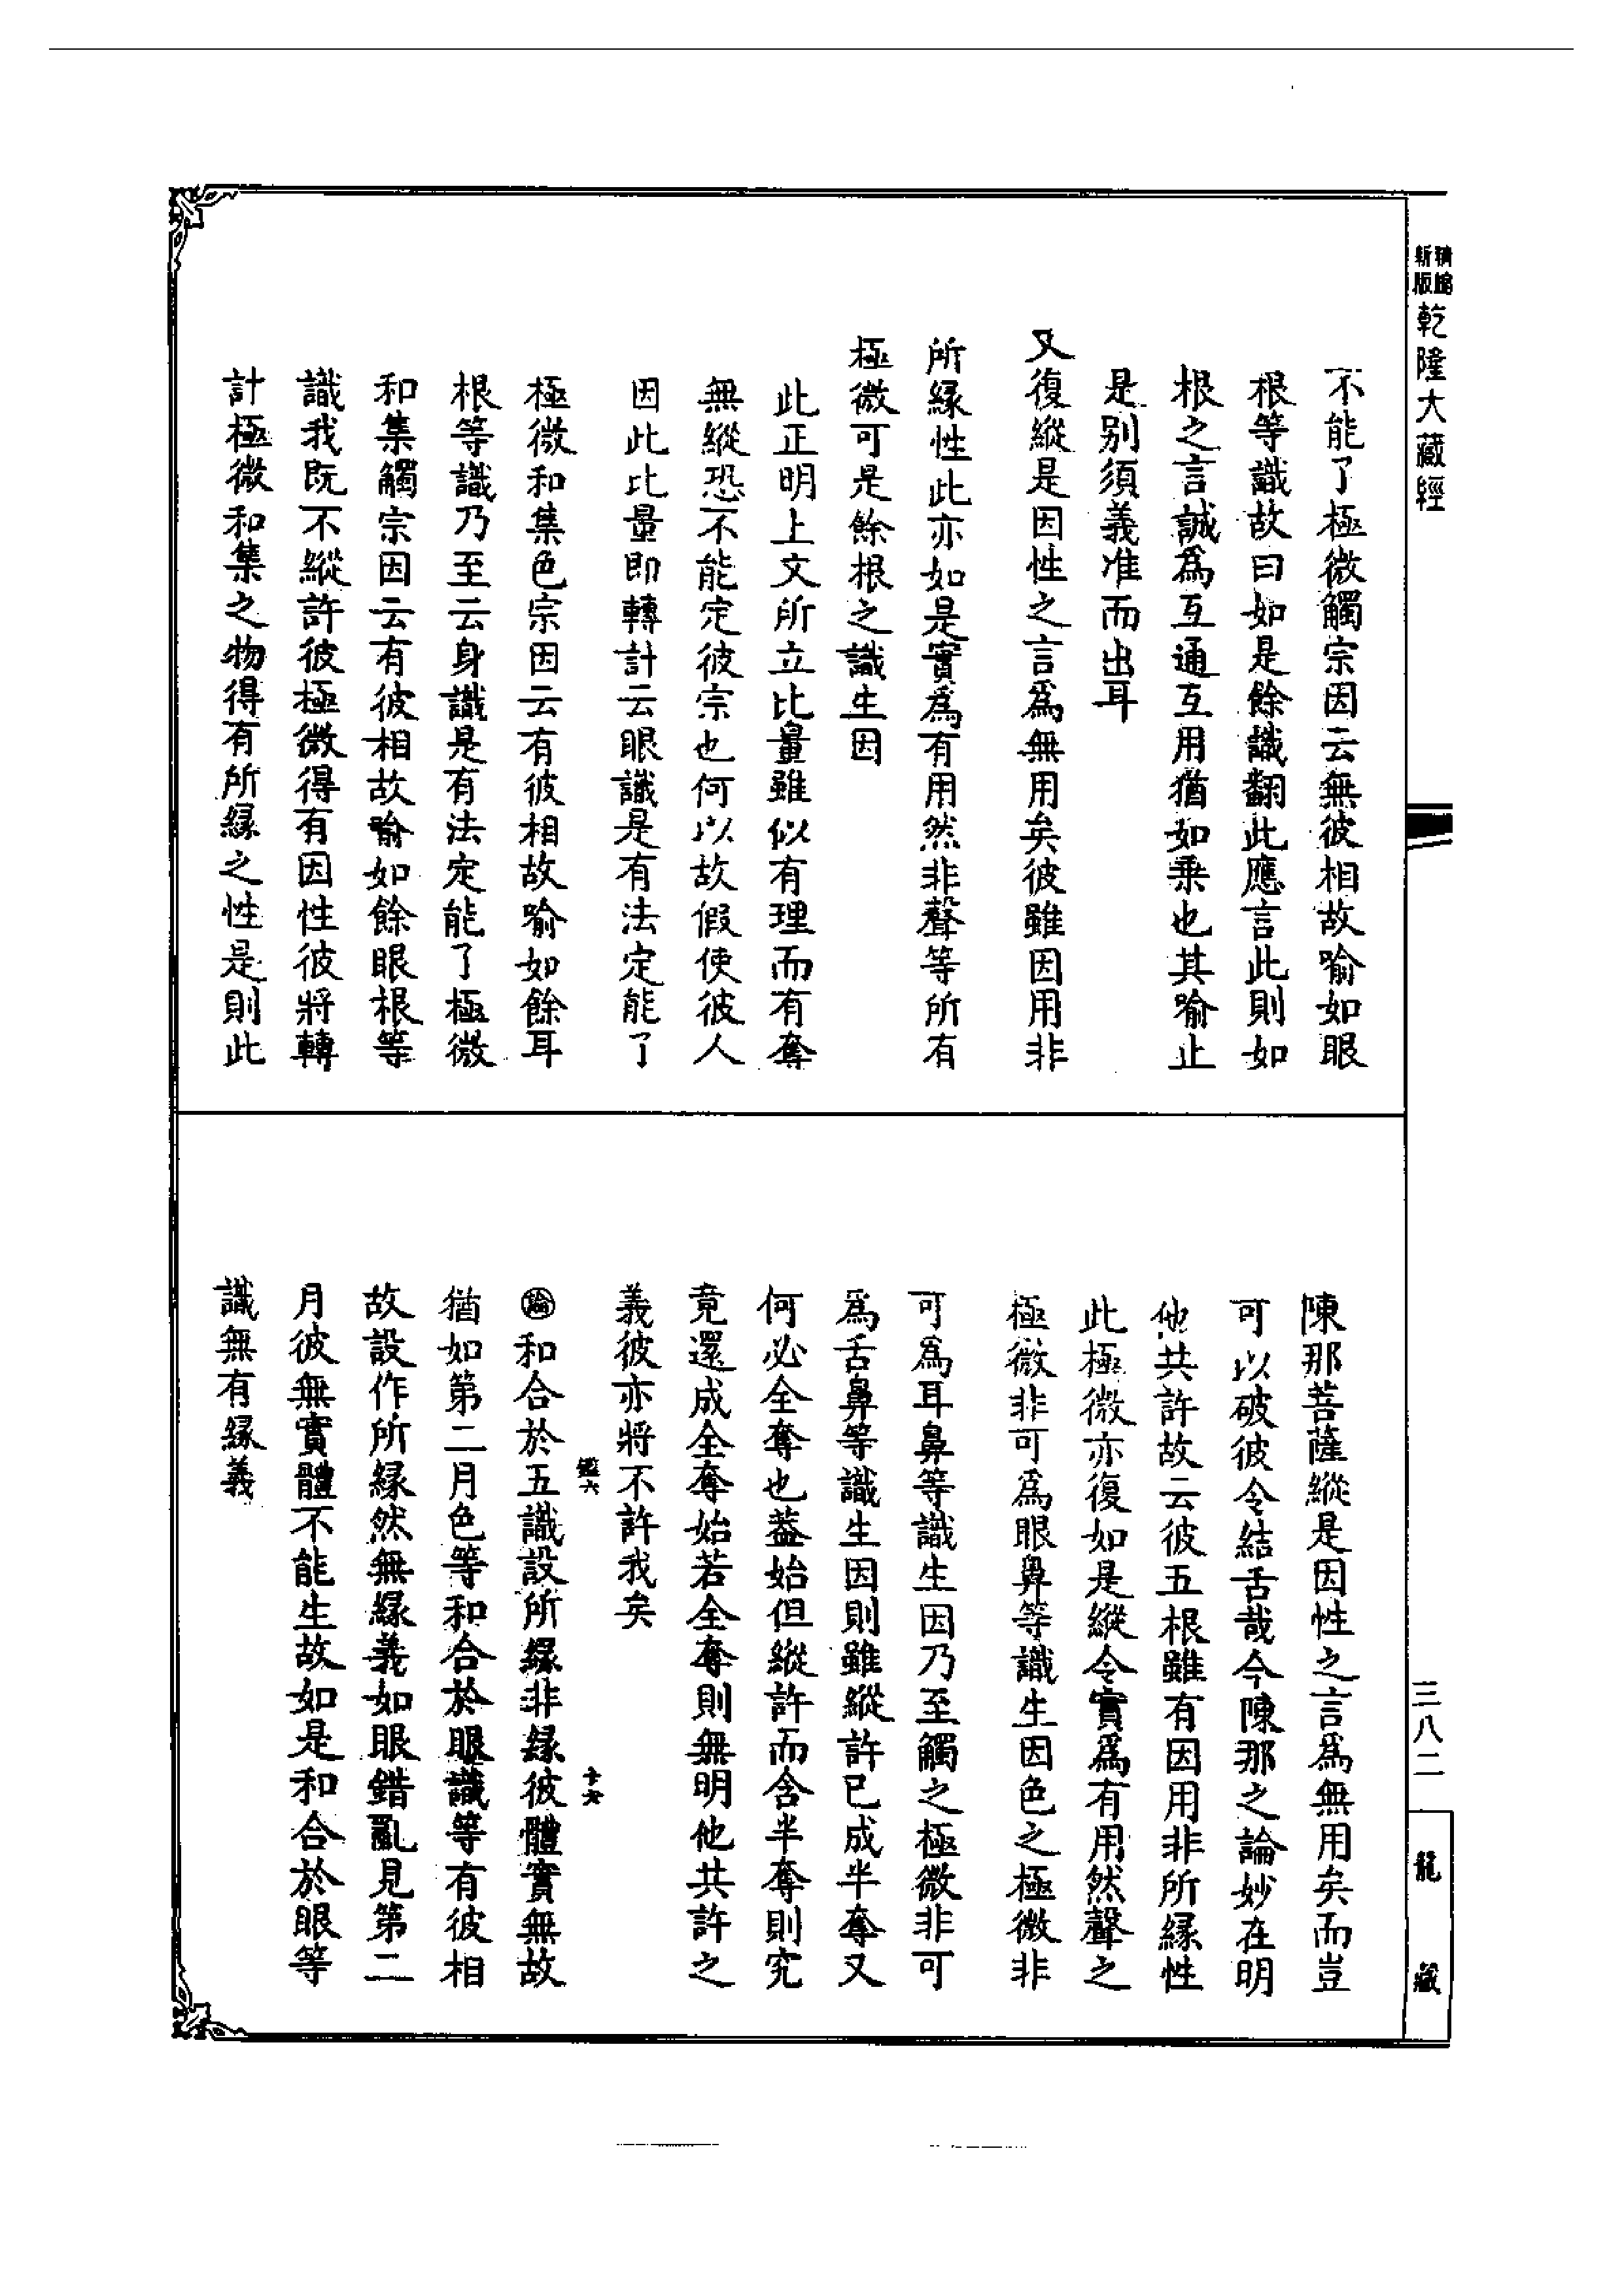 新版精縮乾隆大藏經
不能了極微觸宗因云無彼相故喻如眼
根等識故曰如是餘識翻此應言此則如
根之言誠爲互通互用猶如乗也其喻止
是别須義准而出耳
又復縱是因性之言爲無用矣彼雖因用非
所縁性此亦如是實爲有用然非聲等所有
極微可是餘根之識生因
此正明上文所立比量雖似有理而有奪
無縱恐不能定彼宗也何以故假使彼人
因此比量即轉計云眼識是有法定能了
極微和集色宗因云有彼相故喻如餘耳
根等識乃至云身識是有法定能了極微
和集觸宗因云有彼相故喻如餘眼根等
識我既不縱許彼極微得有因性彼將轉
計極微和集之物得有所縁之性是則此
陳那菩薩縱是因性之言爲無用矣而豈
可以破彼令結舌哉今陳那之論妙在明
他共許故云彼五根雖有因用非所縁性
此極微亦復如是縱令實爲有用然聲之
極微非可爲眼鼻等識生因色之極微非
可爲耳鼻等識生因乃至觸之極微非可
爲舌鼻等識生因則雖縱許已成半奪又
何必全奪也葢始但縱許而含半奪則究
竟還成全奪始若全奪則無明他共許之
義彼亦將不許我矣
論和合於五識設所縁非縁彼體實無故
猶如第二月色等和合於眼識等有彼相
故設作所縁然無縁義如眼錯亂見第二
月彼無實體不能生故如是和合於眼等
識無有縁義
三八二
龍藏